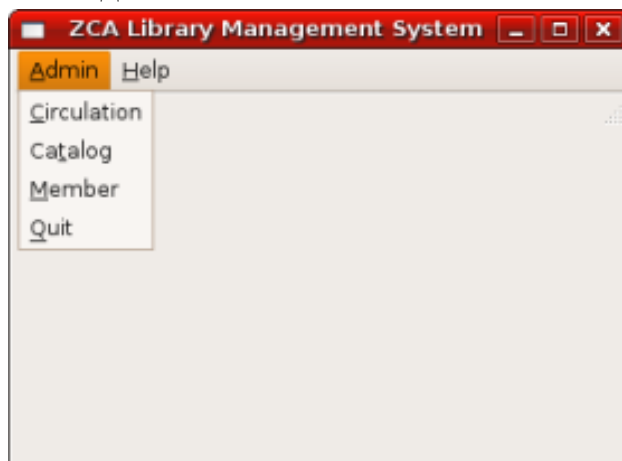 ZCA Library Management System
Admin Help
Circulation
Catalog
Member
Quit